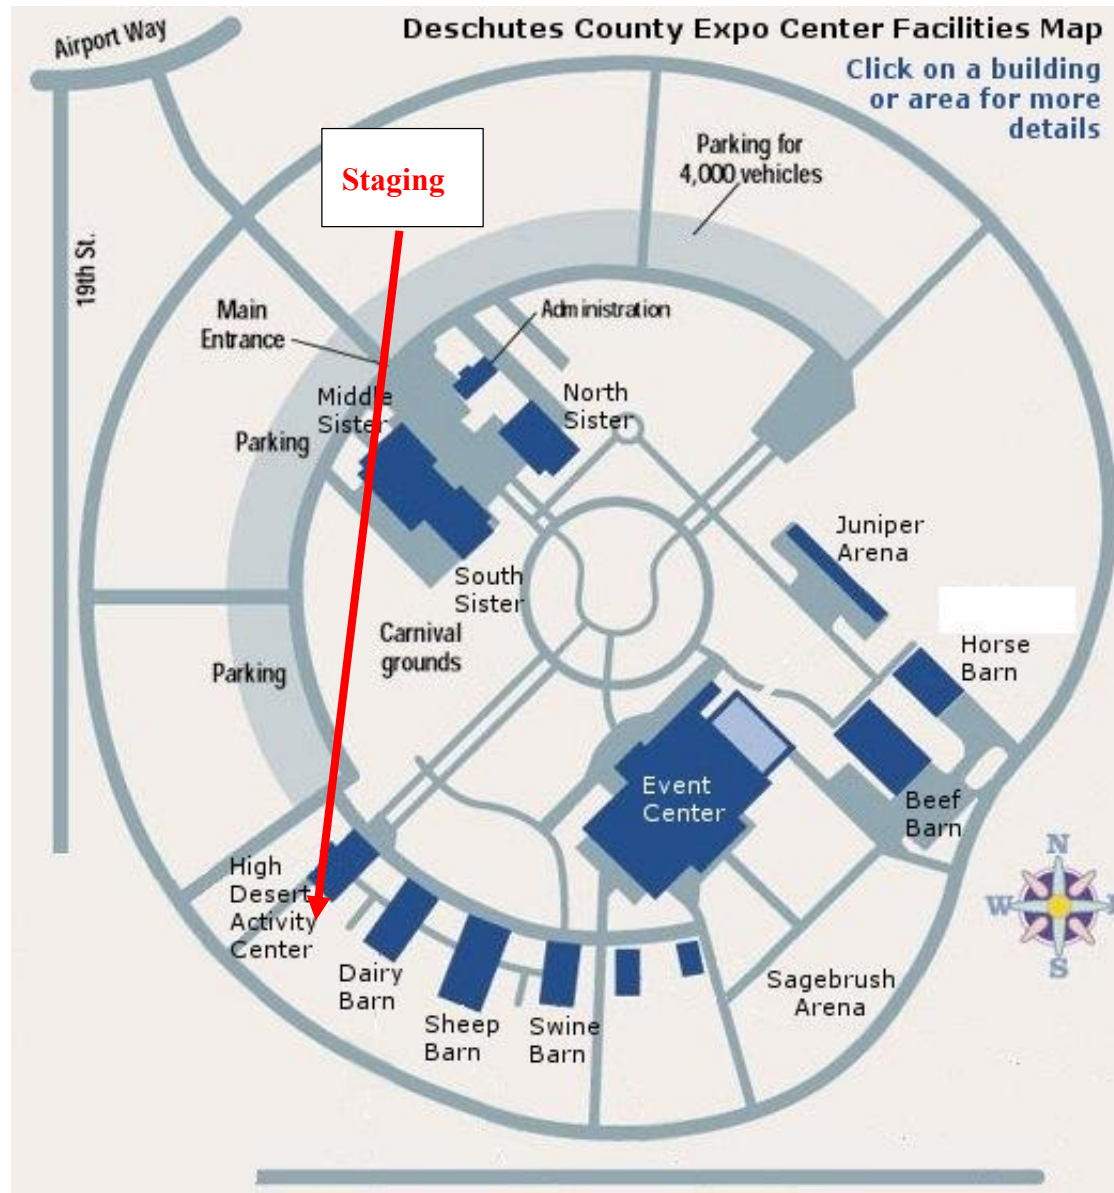 Deschutes County Expo Center Facilities Map
Airport Way
Click on a building
or area for more
details
Parking for
4,000 vehicles
Staging
19th St.
Main
Entrance
Administration
Middle
Sister
North
Sister
Parking
Juniper
Arena
South
Sister
Carnival
grounds
Horse
Barn
Parking
Event
Center
Beef
Barn
High
Desert
Activity
Center
N
W
S
Dairy
Barn
Sagebrush
Arena
Sheep
Barn
Swine
Barn